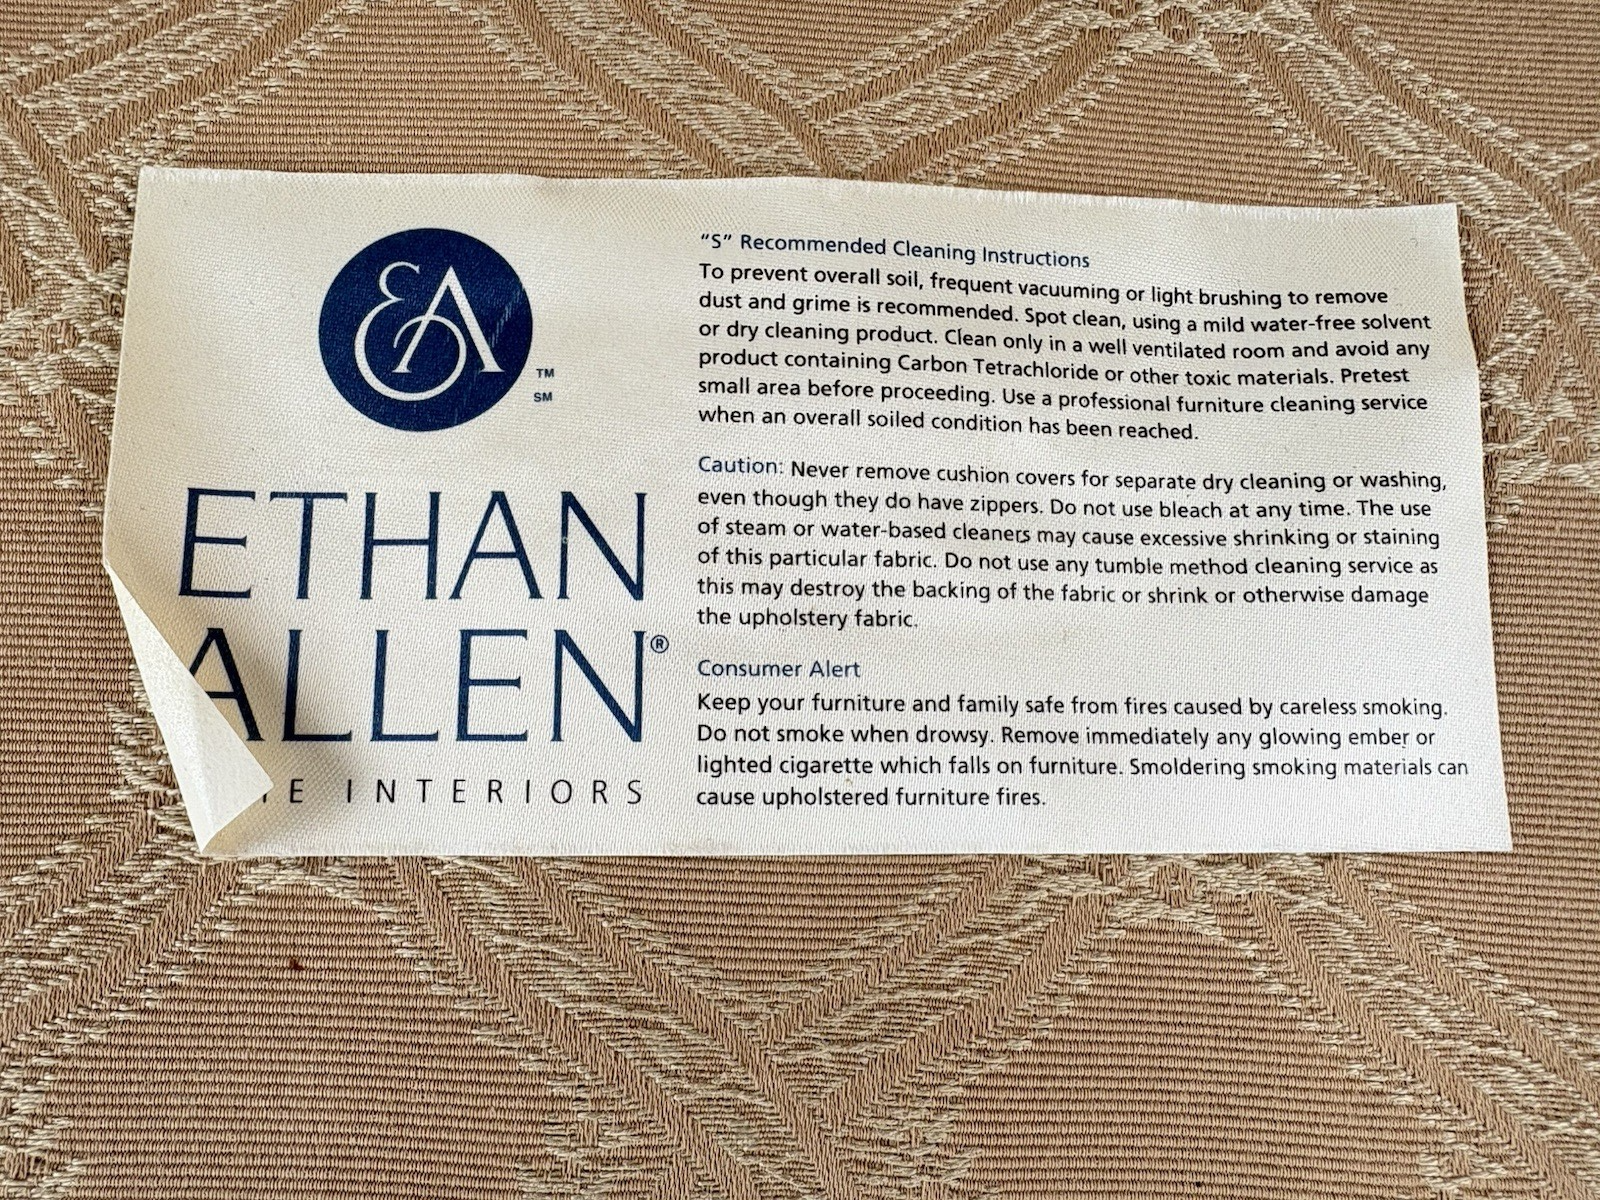 EA
TM
SM
ETHAN
ALLEN®
E INTERIORS
“S” Recommended Cleaning Instructions
To prevent overall soil, frequent vacuuming or light brushing to remove
dust and grime is recommended. Spot clean, using a mild water-free solvent
or dry cleaning product. Clean only in a well ventilated room and avoid any
product containing Carbon Tetrachloride or other toxic materials. Pretest
small area before proceeding. Use a professional furniture cleaning service
when an overall soiled condition has been reached.
Caution: Never remove cushion covers for separate dry cleaning or washing,
even though they do have zippers. Do not use bleach at any time. The use
of steam or water-based cleaners may cause excessive shrinking or staining
of this particular fabric. Do not use any tumble method cleaning service as
this may destroy the backing of the fabric or shrink or otherwise damage
the upholstery fabric.
Consumer Alert
Keep your furniture and family safe from fires caused by careless smoking.
Do not smoke when drowsy. Remove immediately any glowing ember or
lighted cigarette which falls on furniture. Smoldering smoking materials can
cause upholstered furniture fires.